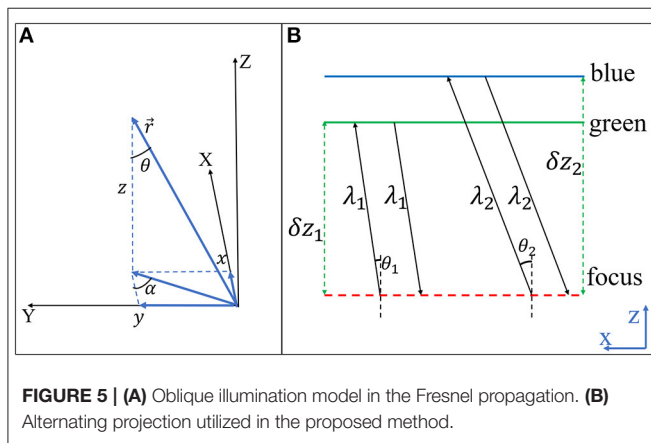 A
Z
r⃗
θ
X
z
x
α
Y
y
B
blue
green
δz₂
λ₁
λ₁
λ₂
λ₂
δz₁
θ₁
θ₂
focus
Z
X
FIGURE 5 | (A) Oblique illumination model in the Fresnel propagation. (B)
Alternating projection utilized in the proposed method.